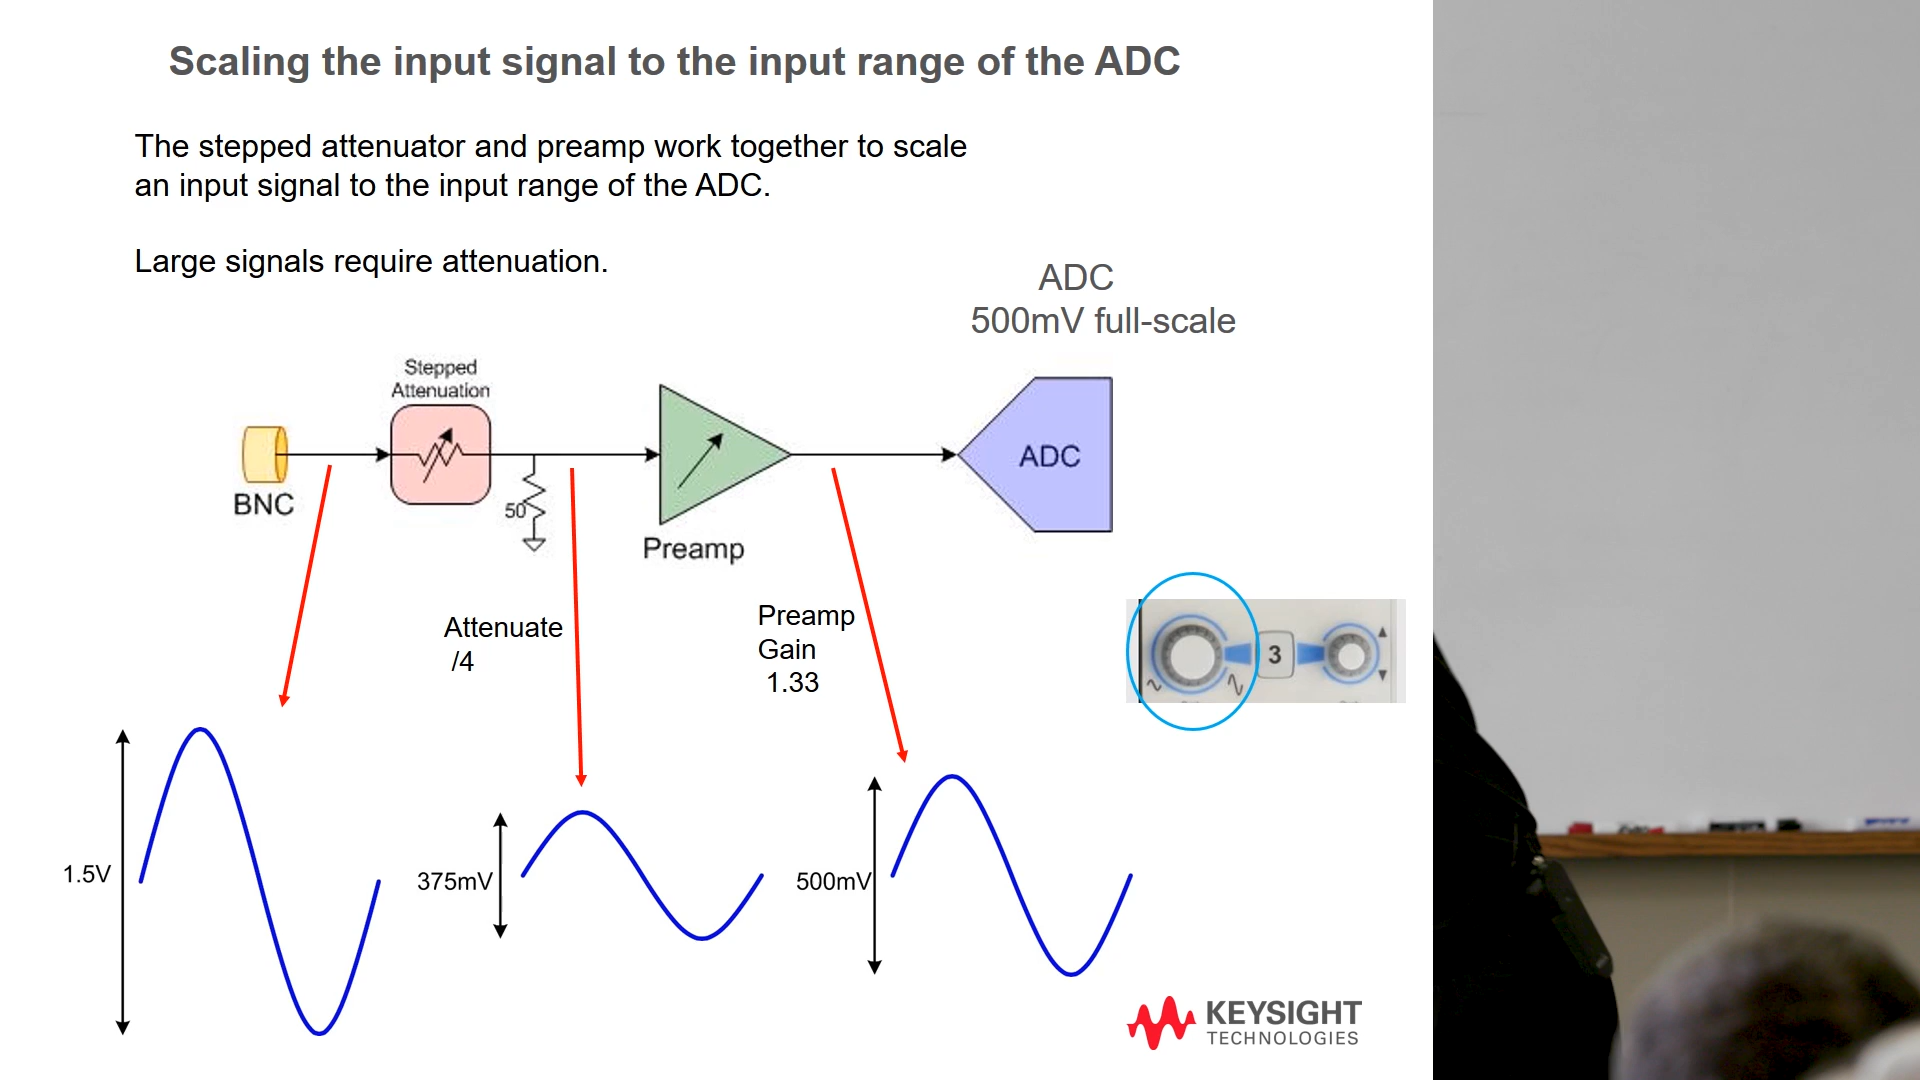 Scaling the input signal to the input range of the ADC
The stepped attenuator and preamp work together to scale
an input signal to the input range of the ADC.
Large signals require attenuation.
ADC
500mV full-scale
Stepped
Attenuation
BNC
50
Preamp
ADC
Attenuate
/4
Preamp
Gain
1.33
3
1.5V
375mV
500mV
KEYSIGHT
TECHNOLOGIES